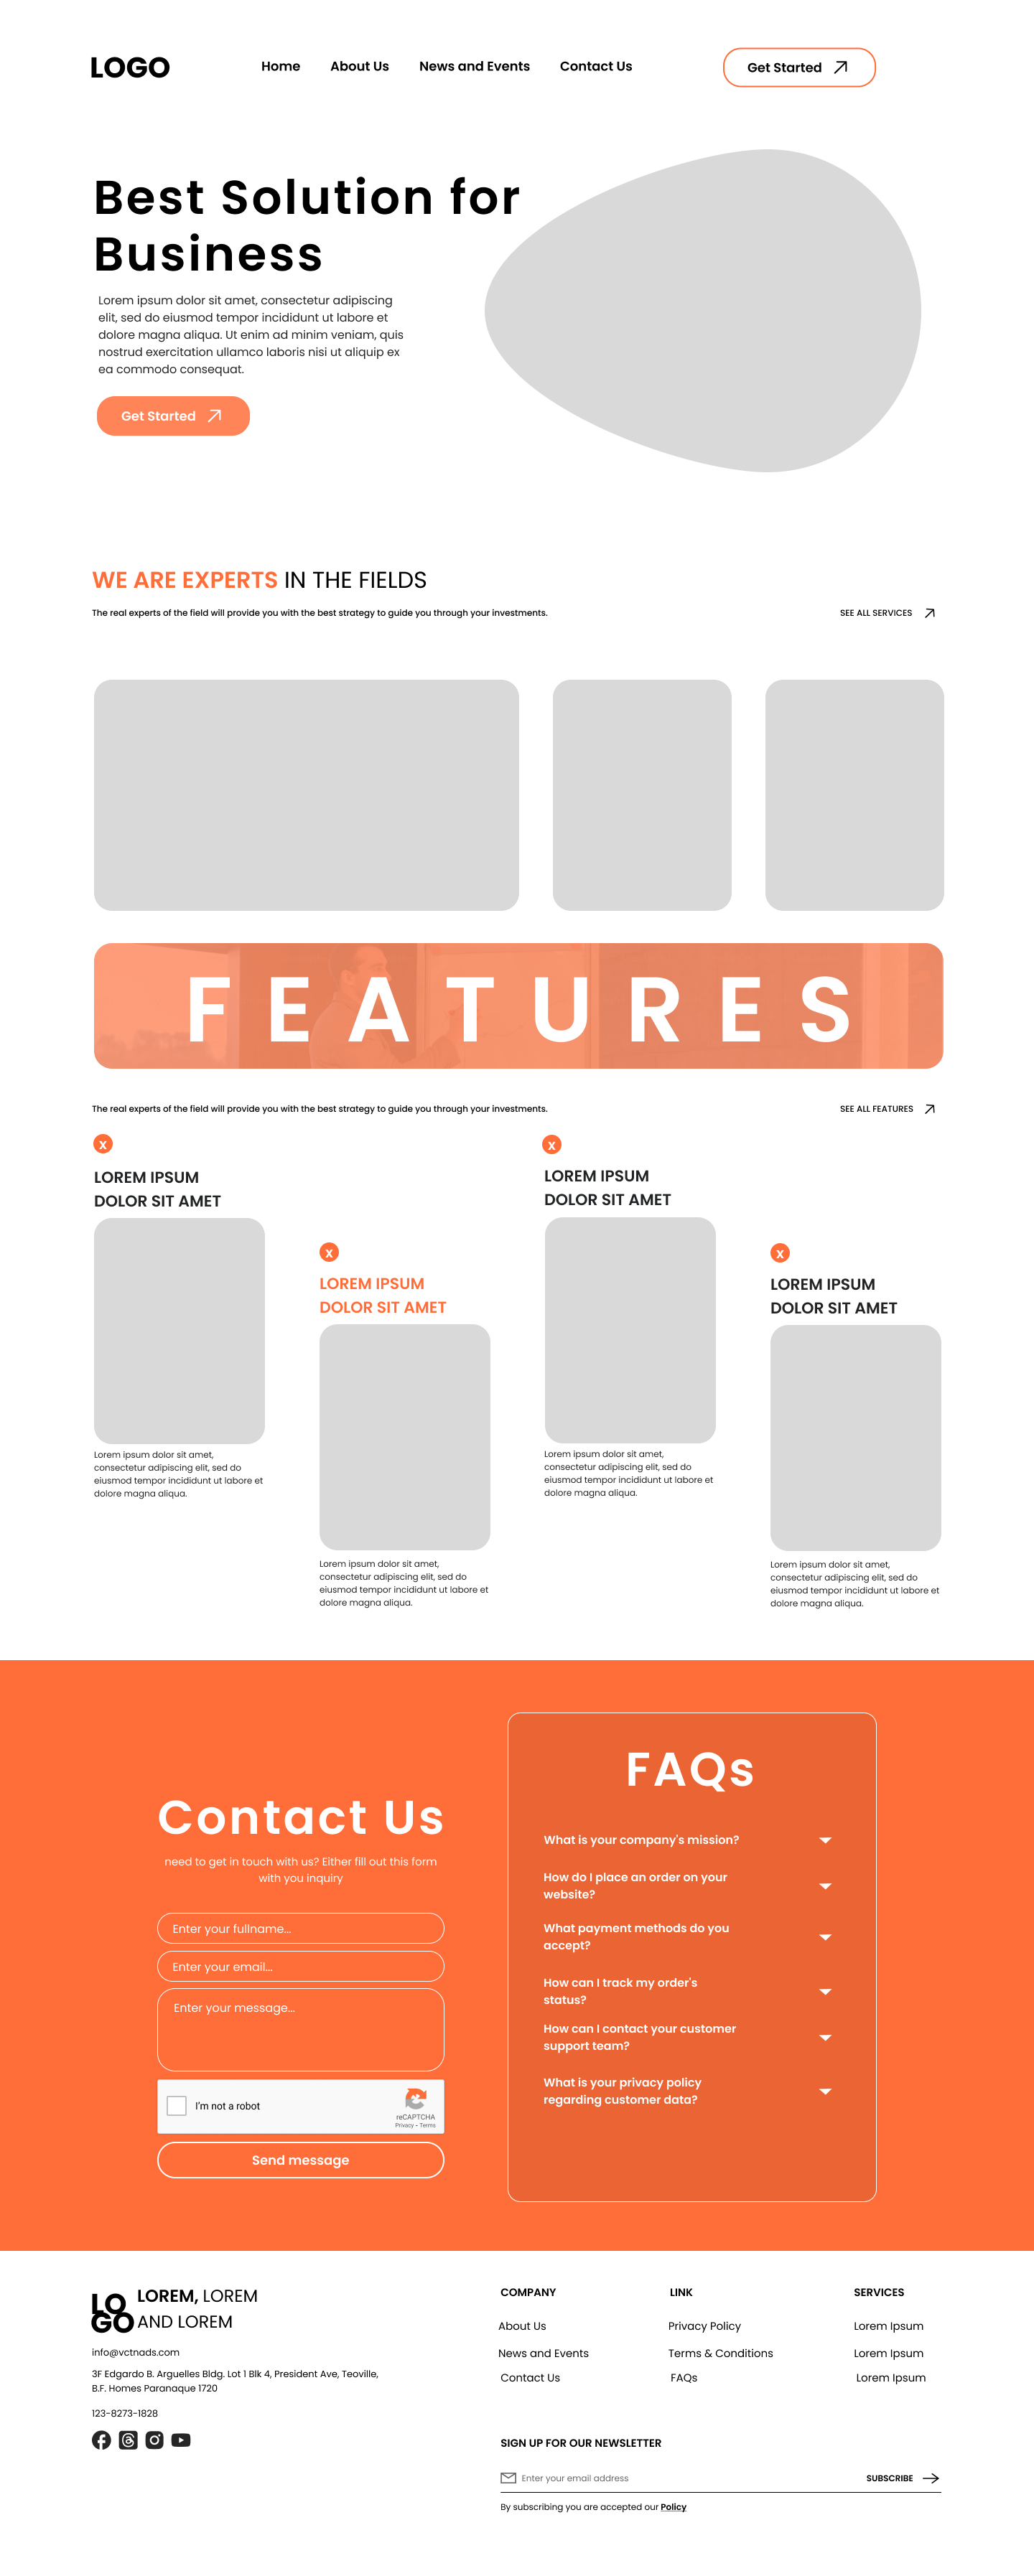 LOGO
Home
About Us
News and Events
Contact Us
Get Started
Best Solution for
Business
Lorem ipsum dolor sit amet, consectetur adipiscing
elit, sed do eiusmod tempor incididunt ut labore et
dolore magna aliqua. Ut enim ad minim veniam, quis
nostrud exercitation ullamco laboris nisi ut aliquip ex
ea commodo consequat.
Get Started
WE ARE EXPERTS IN THE FIELDS
The real experts of the field will provide you with the best strategy to guide you through your investments.
SEE ALL SERVICES
FEATURES
The real experts of the field will provide you with the best strategy to guide you through your investments.
SEE ALL FEATURES
x
LOREM IPSUM
DOLOR SIT AMET
Lorem ipsum dolor sit amet,
consectetur adipiscing elit, sed do
eiusmod tempor incididunt ut labore et
dolore magna aliqua.
x
LOREM IPSUM
DOLOR SIT AMET
Lorem ipsum dolor sit amet,
consectetur adipiscing elit, sed do
eiusmod tempor incididunt ut labore et
dolore magna aliqua.
x
LOREM IPSUM
DOLOR SIT AMET
Lorem ipsum dolor sit amet,
consectetur adipiscing elit, sed do
eiusmod tempor incididunt ut labore et
dolore magna aliqua.
x
LOREM IPSUM
DOLOR SIT AMET
Lorem ipsum dolor sit amet,
consectetur adipiscing elit, sed do
eiusmod tempor incididunt ut labore et
dolore magna aliqua.
Contact Us
need to get in touch with us? Either fill out this form
with you inquiry
Enter your fullname...
Enter your email...
Enter your message...
I'm not a robot
reCAPTCHA
Privacy - Terms
Send message
FAQs
What is your company's mission?
How do I place an order on your
website?
What payment methods do you
accept?
How can I track my order's
status?
How can I contact your customer
support team?
What is your privacy policy
regarding customer data?
LO
GO
LOREM, LOREM
AND LOREM
info@vctnads.com
3F Edgardo B. Arguelles Bldg. Lot 1 Blk 4, President Ave, Teoville,
B.F. Homes Paranaque 1720
123-8273-1828
COMPANY
About Us
News and Events
Contact Us
LINK
Privacy Policy
Terms & Conditions
FAQs
SERVICES
Lorem Ipsum
Lorem Ipsum
Lorem Ipsum
SIGN UP FOR OUR NEWSLETTER
Enter your email address
SUBSCRIBE
By subscribing you are accepted our Policy